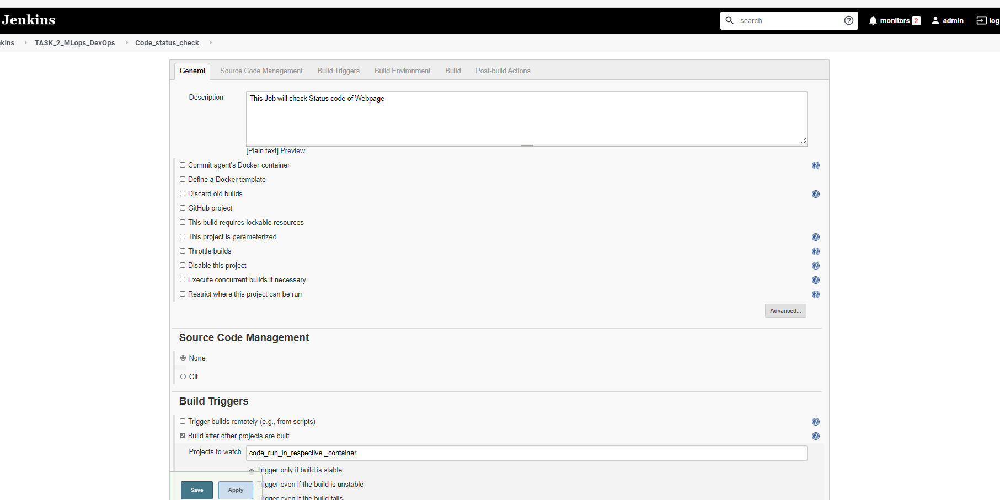 Jenkins
search
monitors 2
admin
log
kins
TASK_2_MLops_DevOps
Code_status_check
General
Source Code Management
Build Triggers
Build Environment
Build
Post-build Actions
Description
This Job will check Status code of Webpage
[Plain text] Preview
Commit agent's Docker container
Define a Docker template
Discard old builds
GitHub project
This build requires lockable resources
This project is parameterized
Throttle builds
Disable this project
Execute concurrent builds if necessary
Restrict where this project can be run
Advanced...
Source Code Management
None
Git
Build Triggers
Trigger builds remotely (e.g., from scripts)
Build after other projects are built
Projects to watch
code_run_in_respective _container,
Trigger only if build is stable
Trigger even if the build is unstable
Trigger even if the build fails
Save
Apply